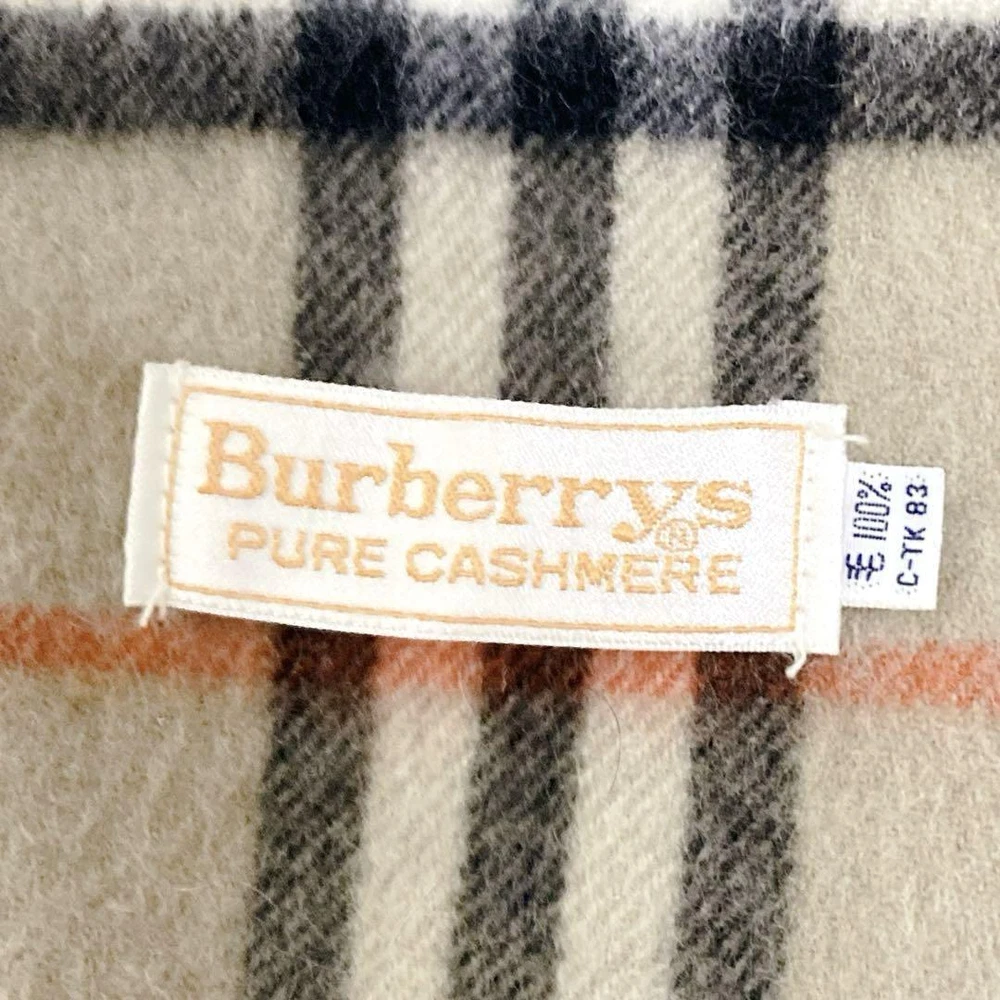 Burberrys
®
PURE CASHMERE
毛 100%
C-TK 83